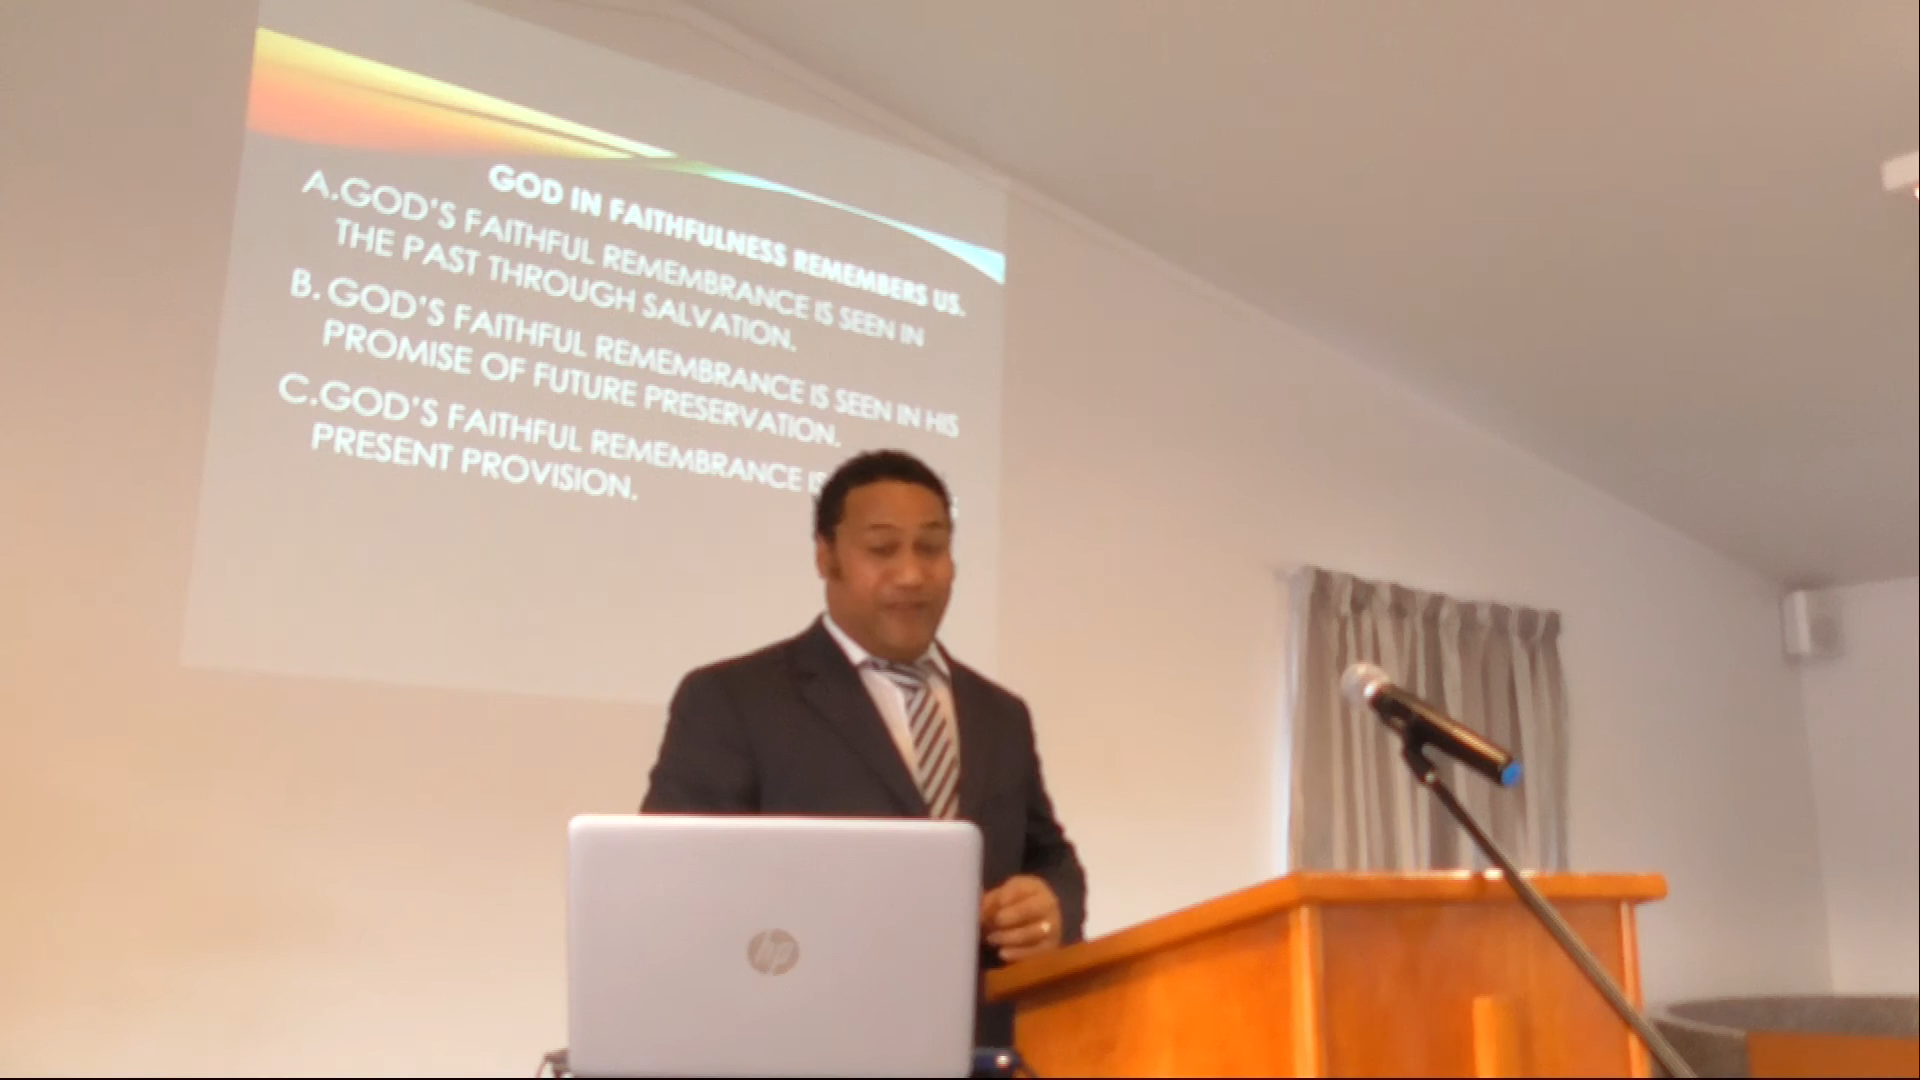 GOD IN FAITHFULNESS REMEMBERS US.
A.GOD'S FAITHFUL REMEMBRANCE IS SEEN IN
THE PAST THROUGH SALVATION.
B. GOD'S FAITHFUL REMEMBRANCE IS SEEN IN HIS
PROMISE OF FUTURE PRESERVATION.
C.GOD'S FAITHFUL REMEMBRANCE IS
PRESENT PROVISION.
hp